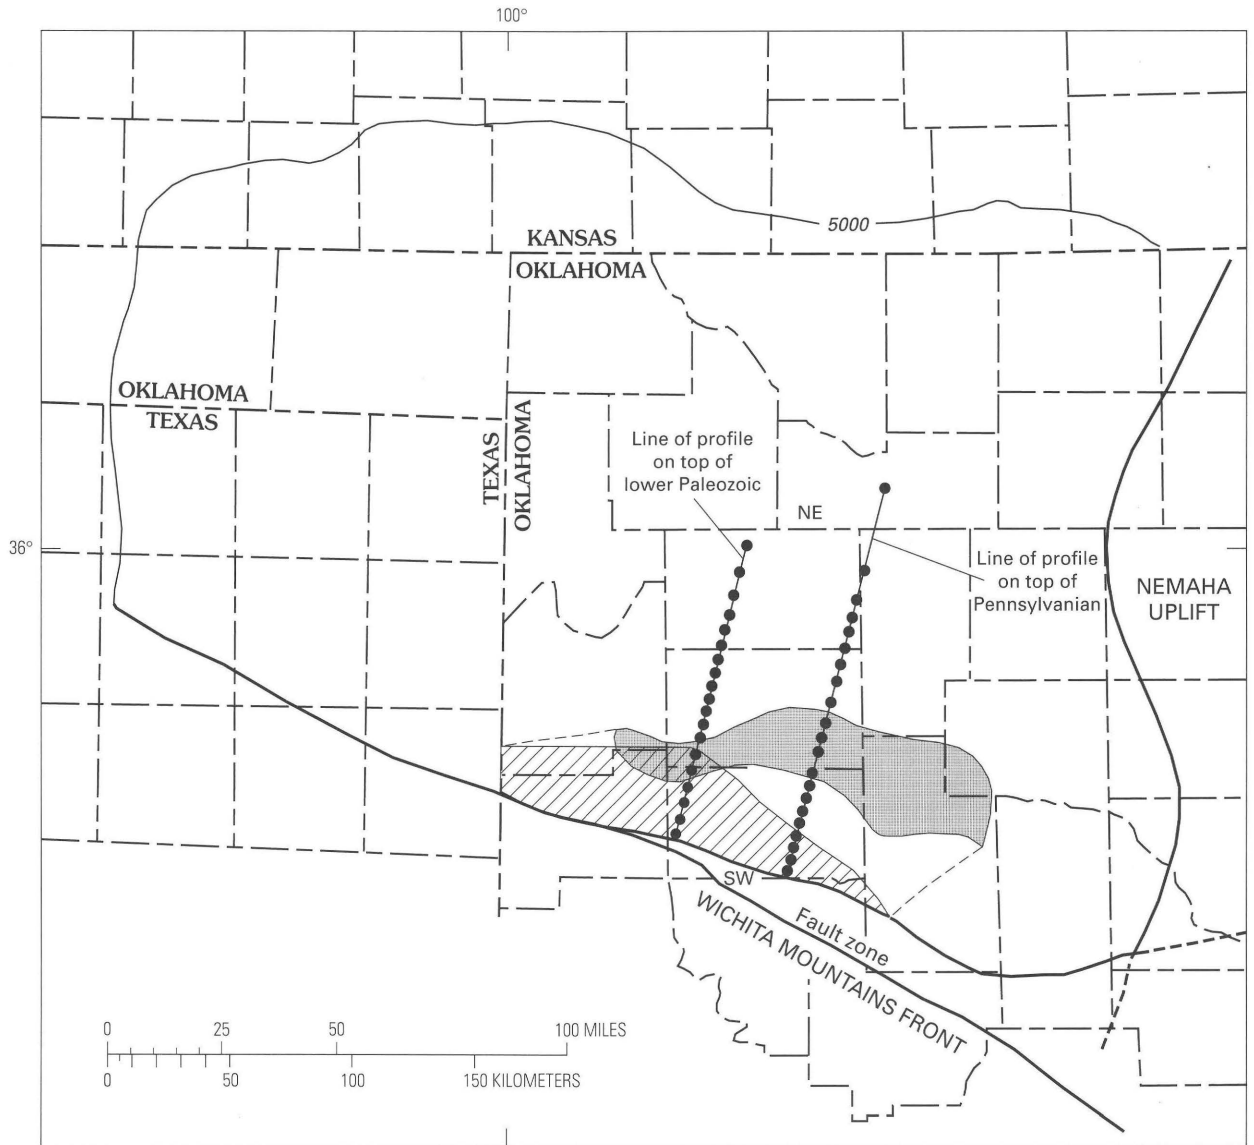 100°
5000
KANSAS
OKLAHOMA
OKLAHOMA
TEXAS
TEXAS
OKLAHOMA
Line of profile
on top of
lower Paleozoic
NE
36°
Line of profile
on top of
Pennsylvanian
NEMAHA
UPLIFT
SW
Fault zone
WICHITA MOUNTAINS FRONT
0 25 50 100 MILES
0 50 100 150 KILOMETERS